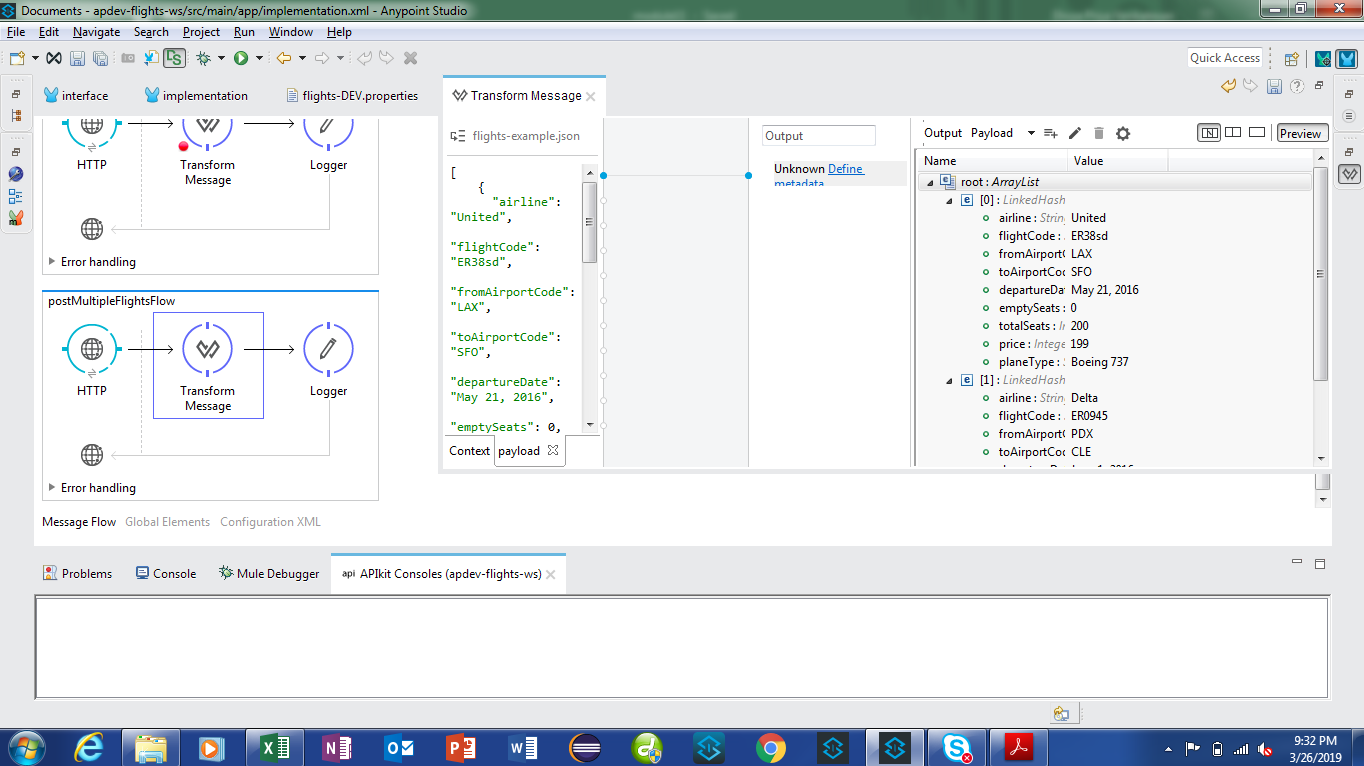 Documents - apdev-flights-ws/src/main/app/implementation.xml - Anypoint Studio
File Edit Navigate Search Project Run Window Help
Quick Access
interface
implementation
flights-DEV.properties
Transform Message
HTTP
Transform
Message
Logger
Error handling
postMultipleFlightsFlow
HTTP
Transform
Message
Logger
Error handling
Message Flow Global Elements Configuration XML
flights-example.json
[
{
"airline":
"United",
"flightCode":
"ER38sd",
"fromAirportCode":
"LAX",
"toAirportCode":
"SFO",
"departureDate":
"May 21, 2016",
"emptySeats": 0,
Context payload
Output
Unknown Define
metadata
Output Payload
Preview
Name Value
root : ArrayList
[0] : LinkedHash
airline : Strin United
flightCode : ER38sd
fromAirport( LAX
toAirportCoc SFO
departureDat May 21, 2016
emptySeats : 0
totalSeats : In 200
price : Intege 199
planeType : Boeing 737
[1] : LinkedHash
airline : Strin Delta
flightCode : ER0945
fromAirport( PDX
toAirportCoc CLE
Problems
Console
Mule Debugger
api APIkit Consoles (apdev-flights-ws)
9:32 PM
3/26/2019